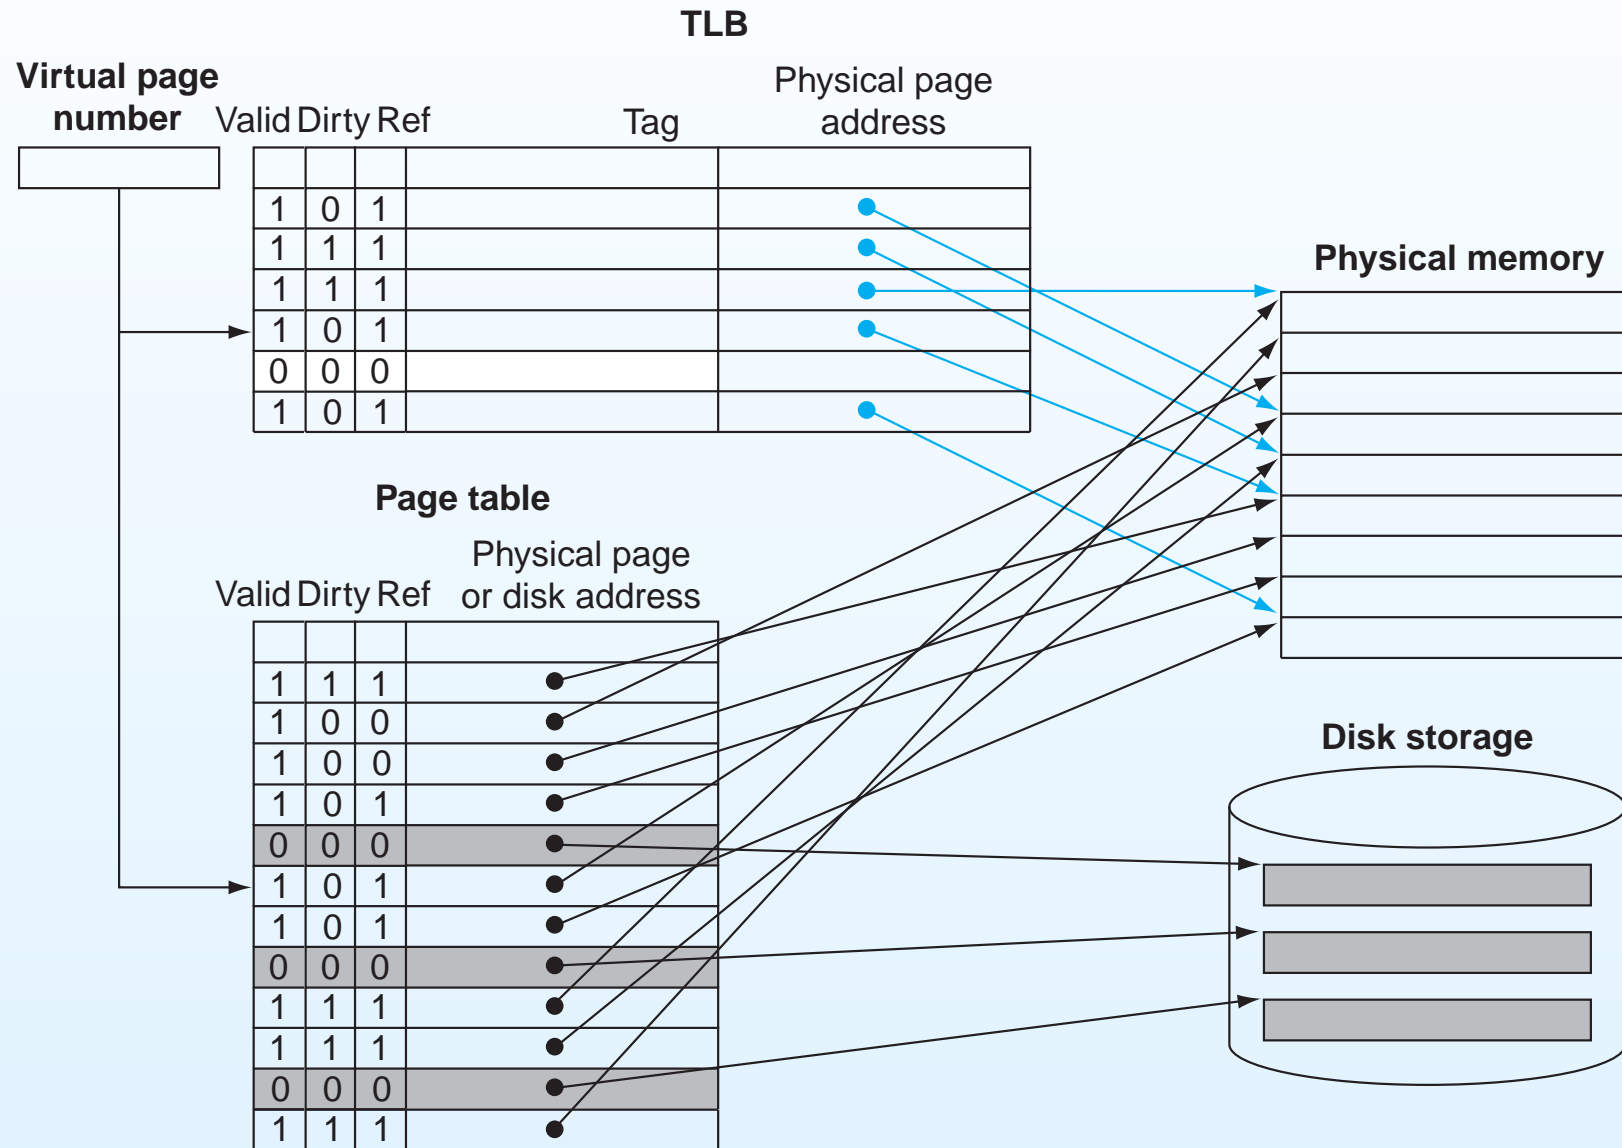 TLB
Virtual page
number
Valid Dirty Ref
Tag
Physical page
address
1 0 1
1 1 1
1 1 1
1 0 1
0 0 0
1 0 1
Physical memory
Page table
Valid Dirty Ref
Physical page
or disk address
1 1 1
1 0 0
1 0 0
1 0 1
0 0 0
1 0 1
1 0 1
0 0 0
1 1 1
1 1 1
0 0 0
1 1 1
Disk storage